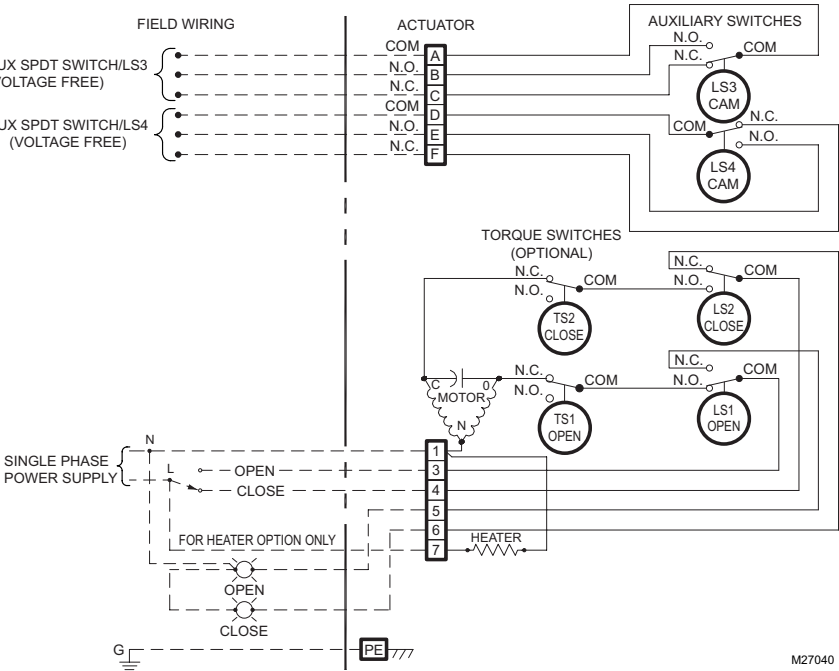 FIELD WIRING
ACTUATOR
AUXILIARY SWITCHES
UX SPDT SWITCH/LS3
VOLTAGE FREE)
COM
N.O.
N.C.
A
B
C
N.O.
N.C.
COM
LS3
CAM
UX SPDT SWITCH/LS4
(VOLTAGE FREE)
COM
N.O.
N.C.
D
E
F
COM
N.C.
N.O.
LS4
CAM
TORQUE SWITCHES
(OPTIONAL)
N.C.
N.O.
COM
TS2
CLOSE
N.C.
N.O.
COM
LS2
CLOSE
C
0
MOTOR
N
N.C.
N.O.
COM
TS1
OPEN
N.C.
N.O.
COM
LS1
OPEN
SINGLE PHASE
POWER SUPPLY
N
L
OPEN
CLOSE
1
3
4
5
6
7
FOR HEATER OPTION ONLY
HEATER
OPEN
CLOSE
G
PE
M27040